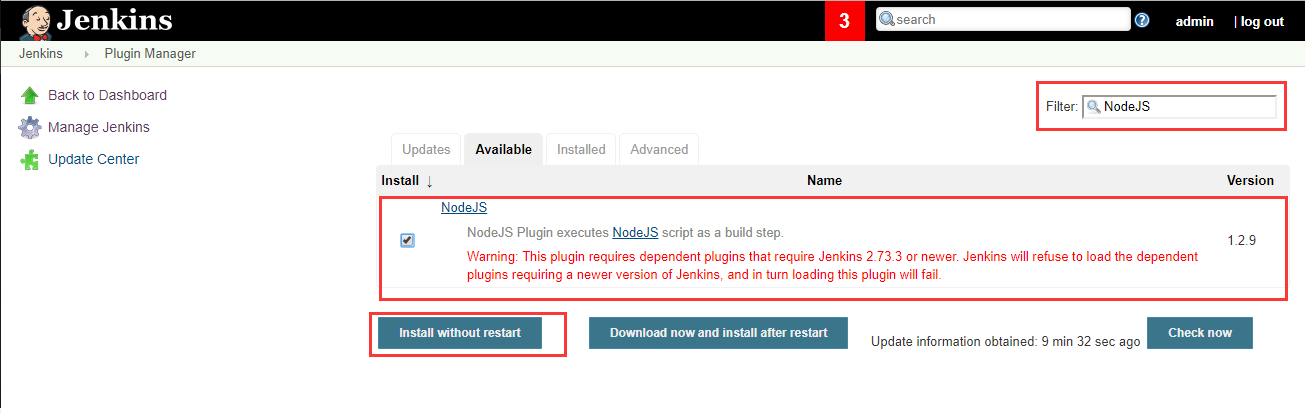 Jenkins
3
search
admin
| log out
Jenkins
Plugin Manager
Back to Dashboard
Manage Jenkins
Update Center
Filter: NodeJS
Updates
Available
Installed
Advanced
Install ↓
Name
Version
NodeJS
NodeJS Plugin executes NodeJS script as a build step.
Warning: This plugin requires dependent plugins that require Jenkins 2.73.3 or newer. Jenkins will refuse to load the dependent
plugins requiring a newer version of Jenkins, and in turn loading this plugin will fail.
1.2.9
Install without restart
Download now and install after restart
Update information obtained: 9 min 32 sec ago
Check now